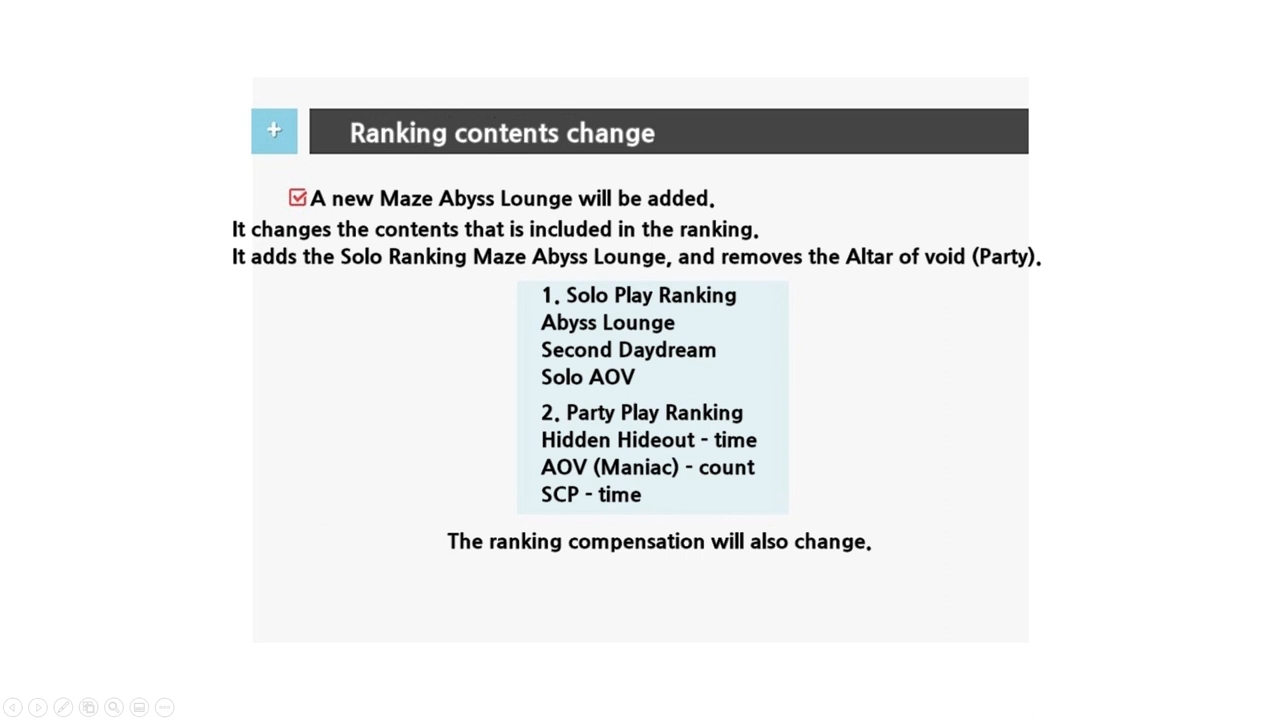 + Ranking contents change
A new Maze Abyss Lounge will be added.
It changes the contents that is included in the ranking.
It adds the Solo Ranking Maze Abyss Lounge, and removes the Altar of void (Party).
1. Solo Play Ranking
Abyss Lounge
Second Daydream
Solo AOV
2. Party Play Ranking
Hidden Hideout - time
AOV (Maniac) - count
SCP - time
The ranking compensation will also change.